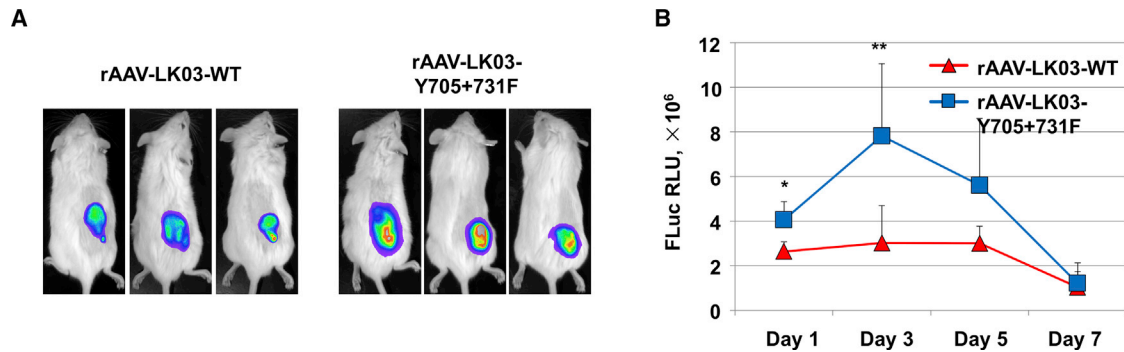 A
rAAV-LK03-WT
rAAV-LK03-
Y705+731F
B
FLuc RLU, ×10⁶
12
10
8
6
4
2
0
*
**
rAAV-LK03-WT
rAAV-LK03-
Y705+731F
Day 1
Day 3
Day 5
Day 7